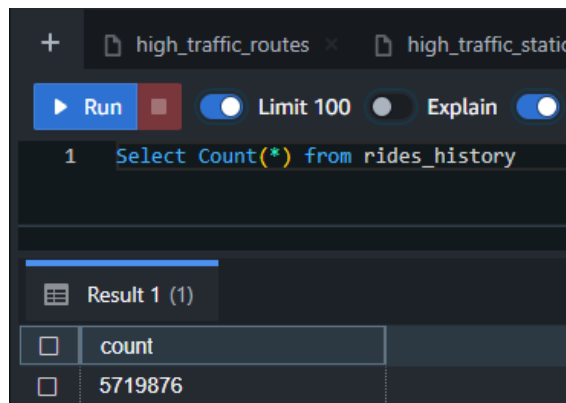 + high_traffic_routes × high_traffic_static
Run Limit 100 Explain
1 Select Count(*) from rides_history
Result 1 (1)
count
5719876